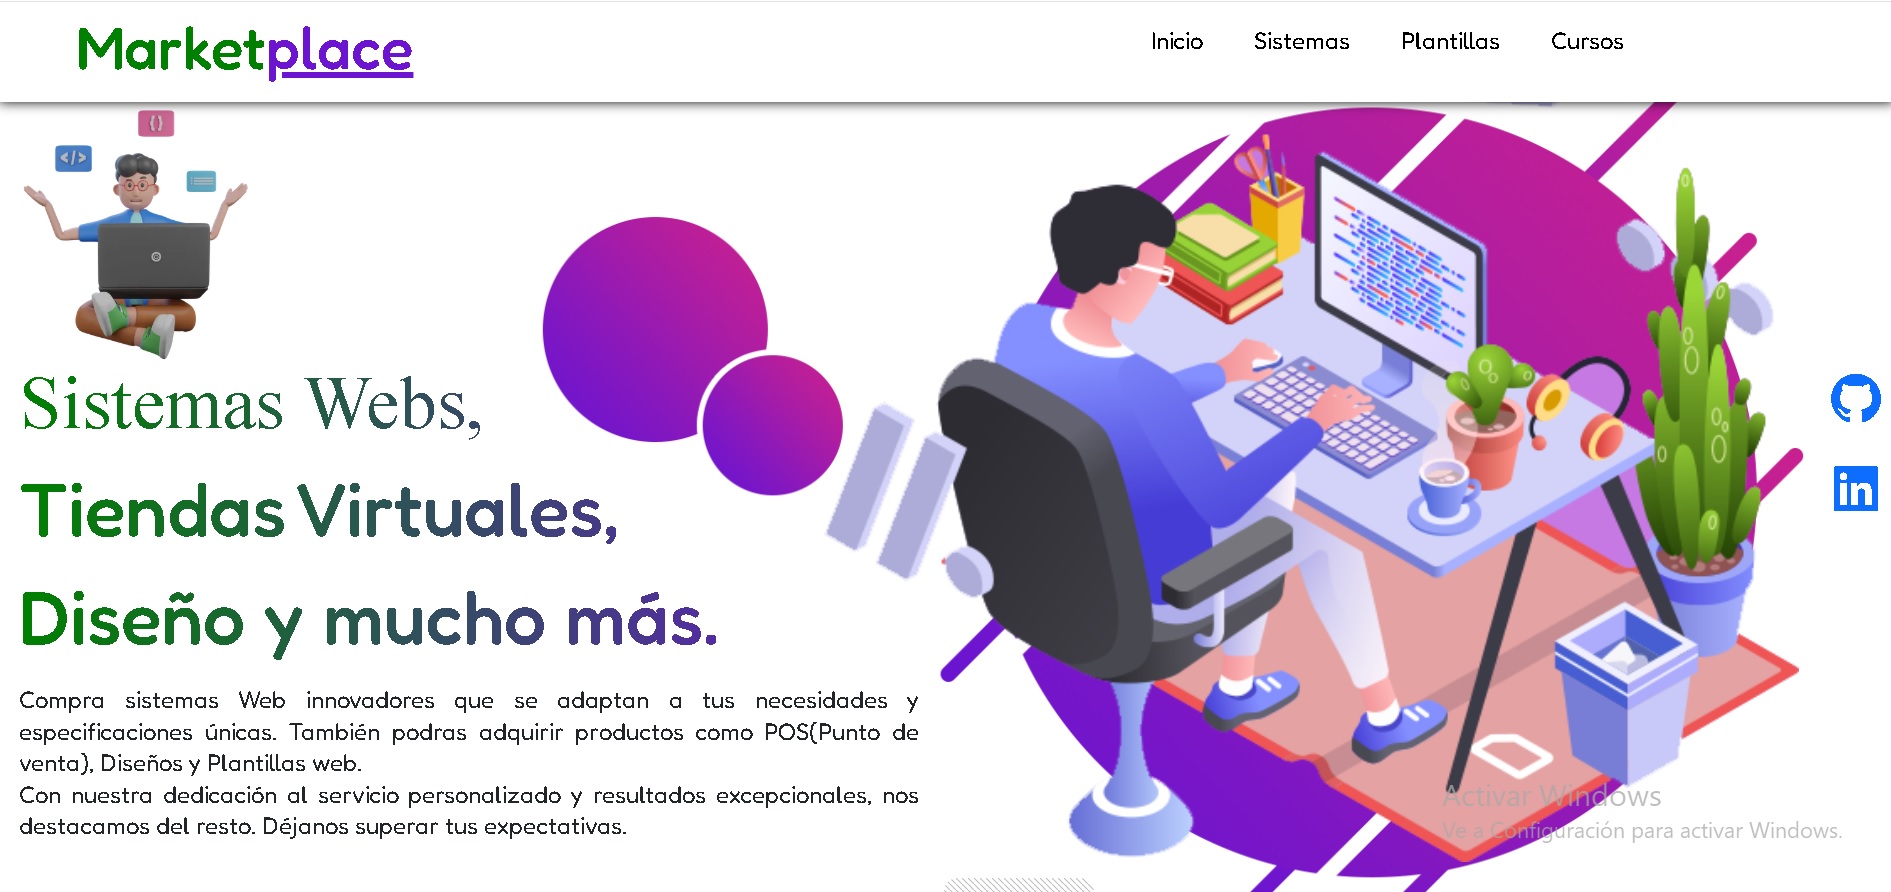 Marketplace
Inicio Sistemas Plantillas Cursos
{}
</>
Sistemas Webs,
Tiendas Virtuales,
Diseño y mucho más.
Compra sistemas Web innovadores que se adaptan a tus necesidades y
especificaciones únicas. También podras adquirir productos como POS(Punto de
venta), Diseños y Plantillas web.
Con nuestra dedicación al servicio personalizado y resultados excepcionales, nos
destacamos del resto. Déjanos superar tus expectativas.
in
Activar Windows
Ve a Configuración para activar Windows.